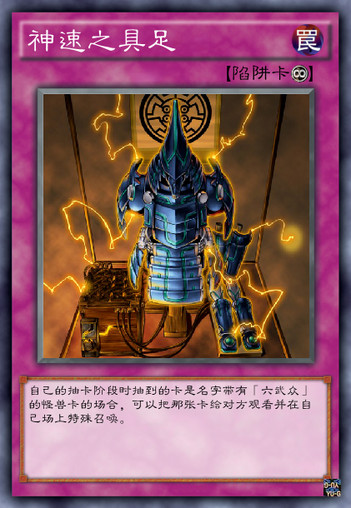 神速之具足
罠
【陷阱卡】
自己的抽卡阶段时抽到的卡是名字带有「六武众」
的怪兽卡的场合，可以把那张卡给对方观看并在自
己场上特殊召唤。